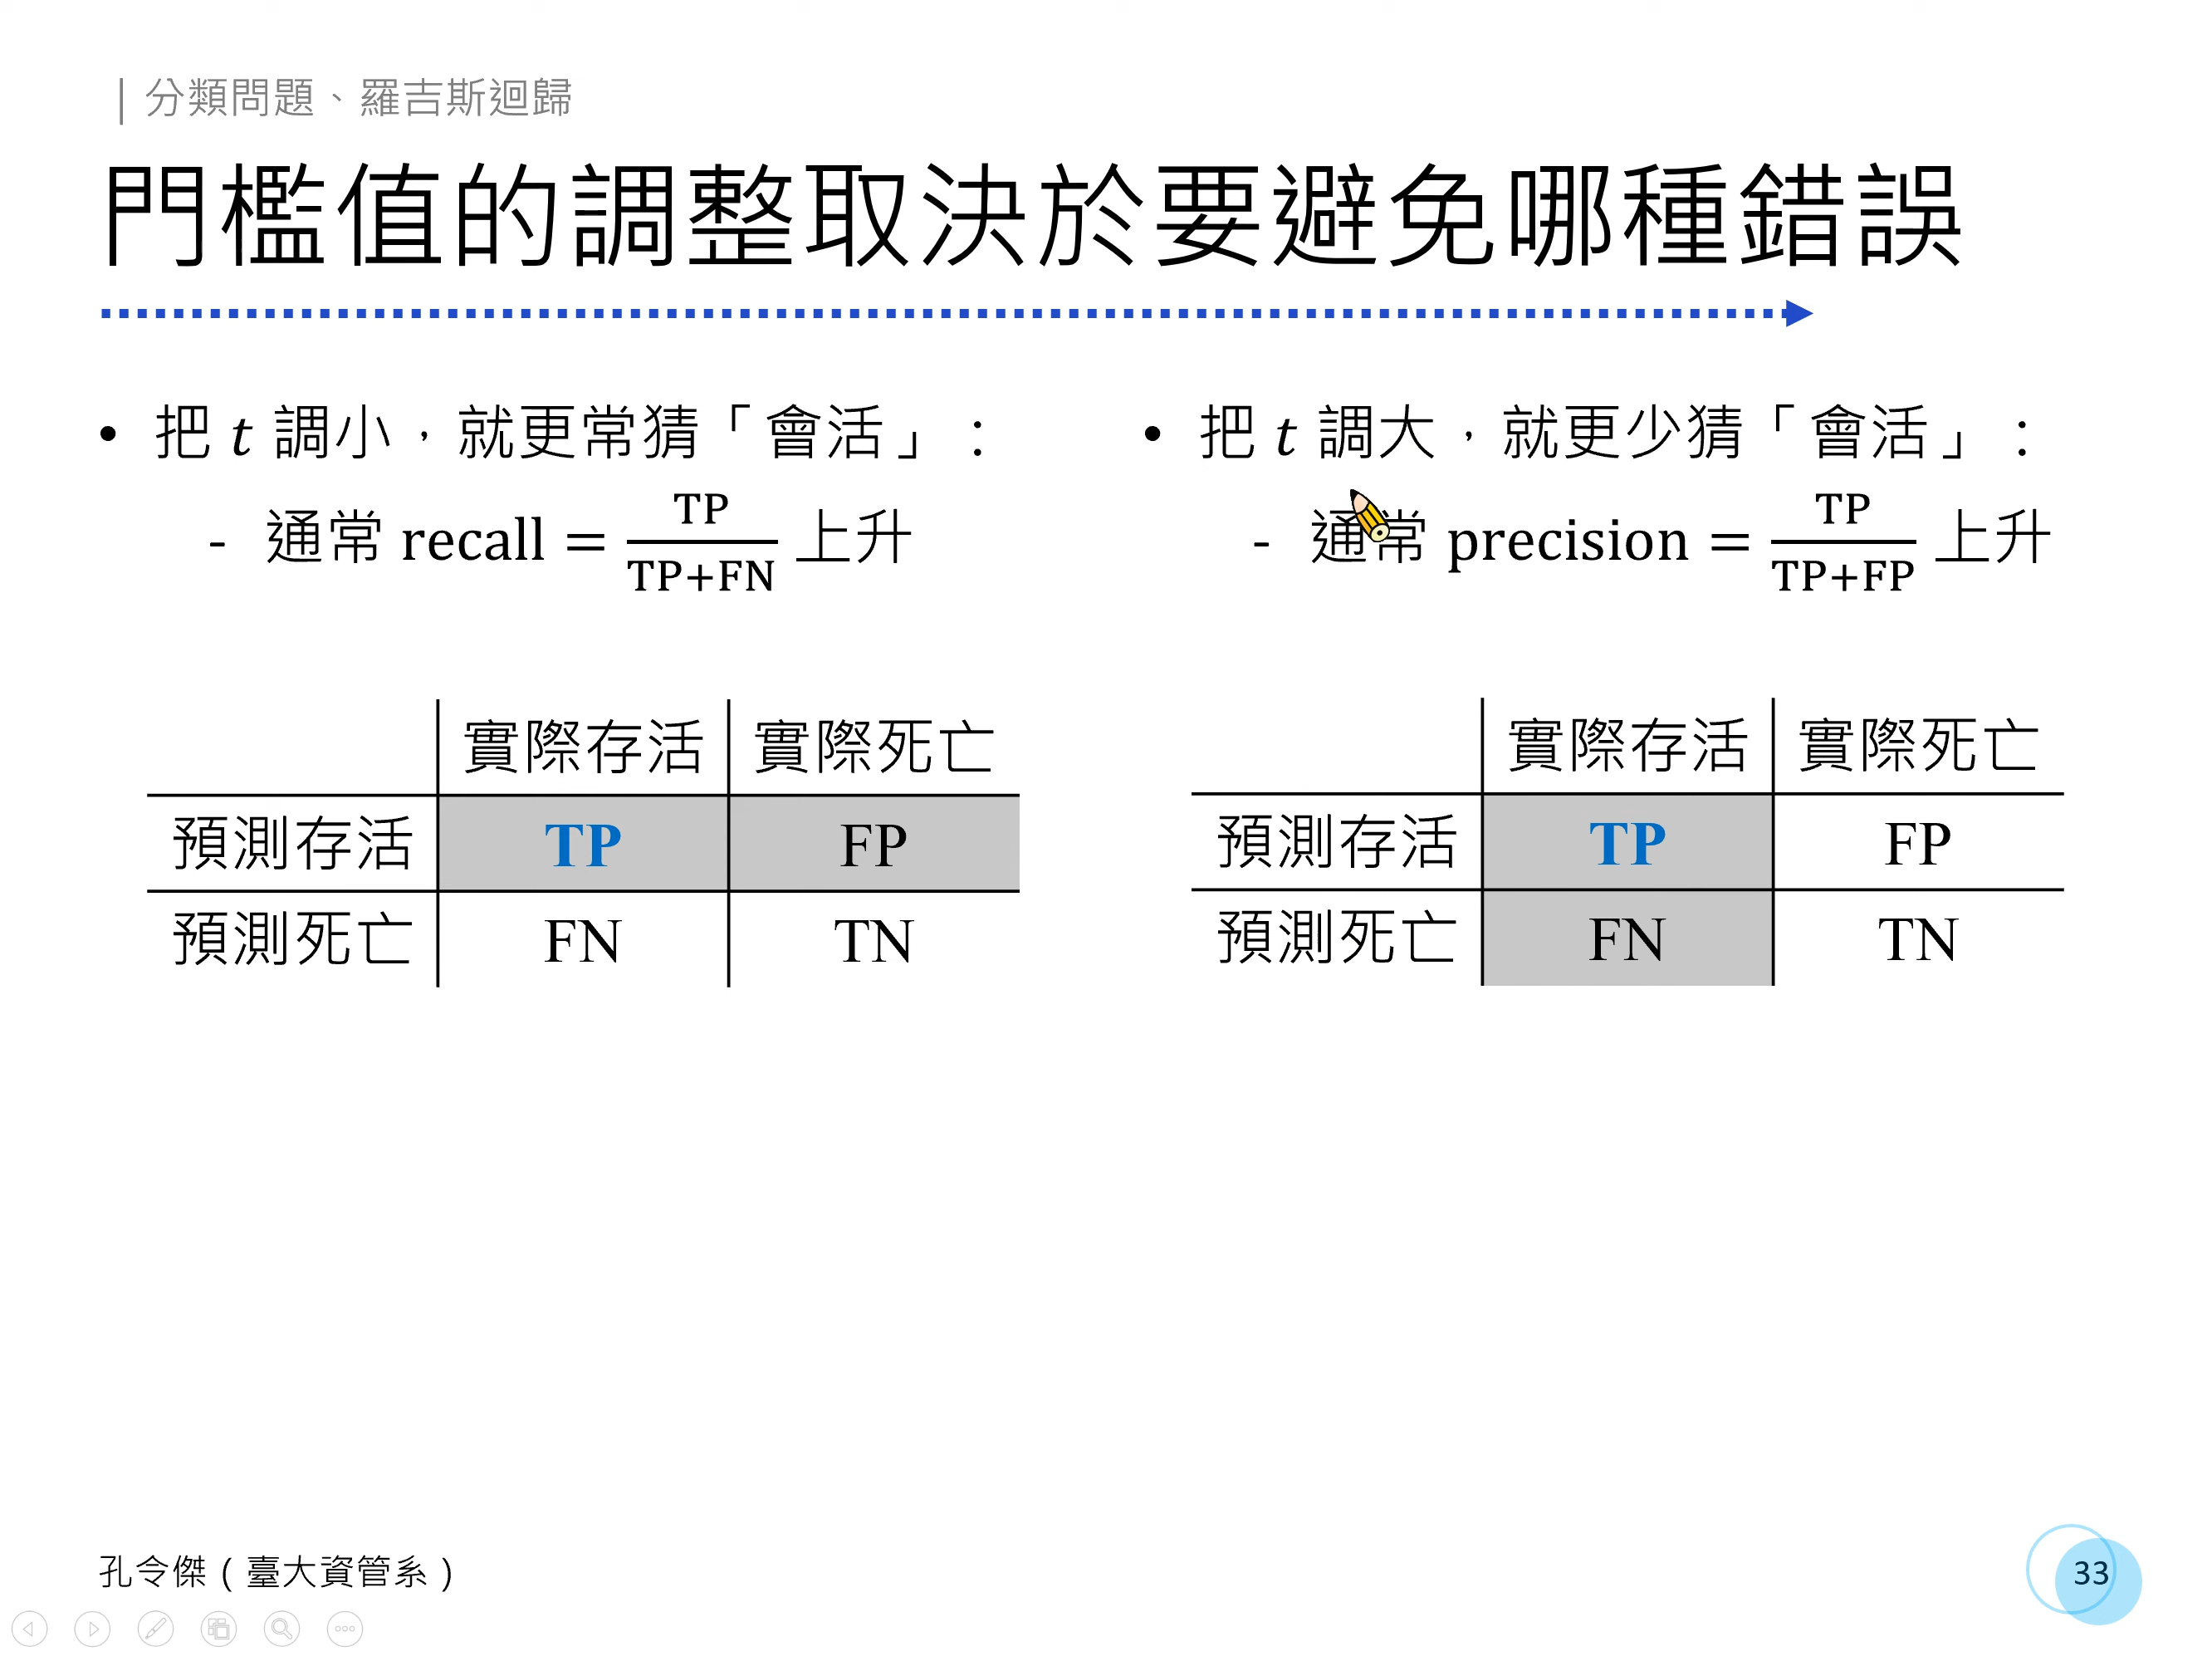 分類問題、羅吉斯迴歸
門檻值的調整取決於要避免哪種錯誤
• 把 t 調小，就更常猜「會活」：
- 通常 recall = TP/(TP+FN) 上升
實際存活 實際死亡
預測存活 TP FP
預測死亡 FN TN
• 把 t 調大，就更少猜「會活」：
- 通常 precision = TP/(TP+FP) 上升
實際存活 實際死亡
預測存活 TP FP
預測死亡 FN TN
孔令傑（臺大資管系）
33